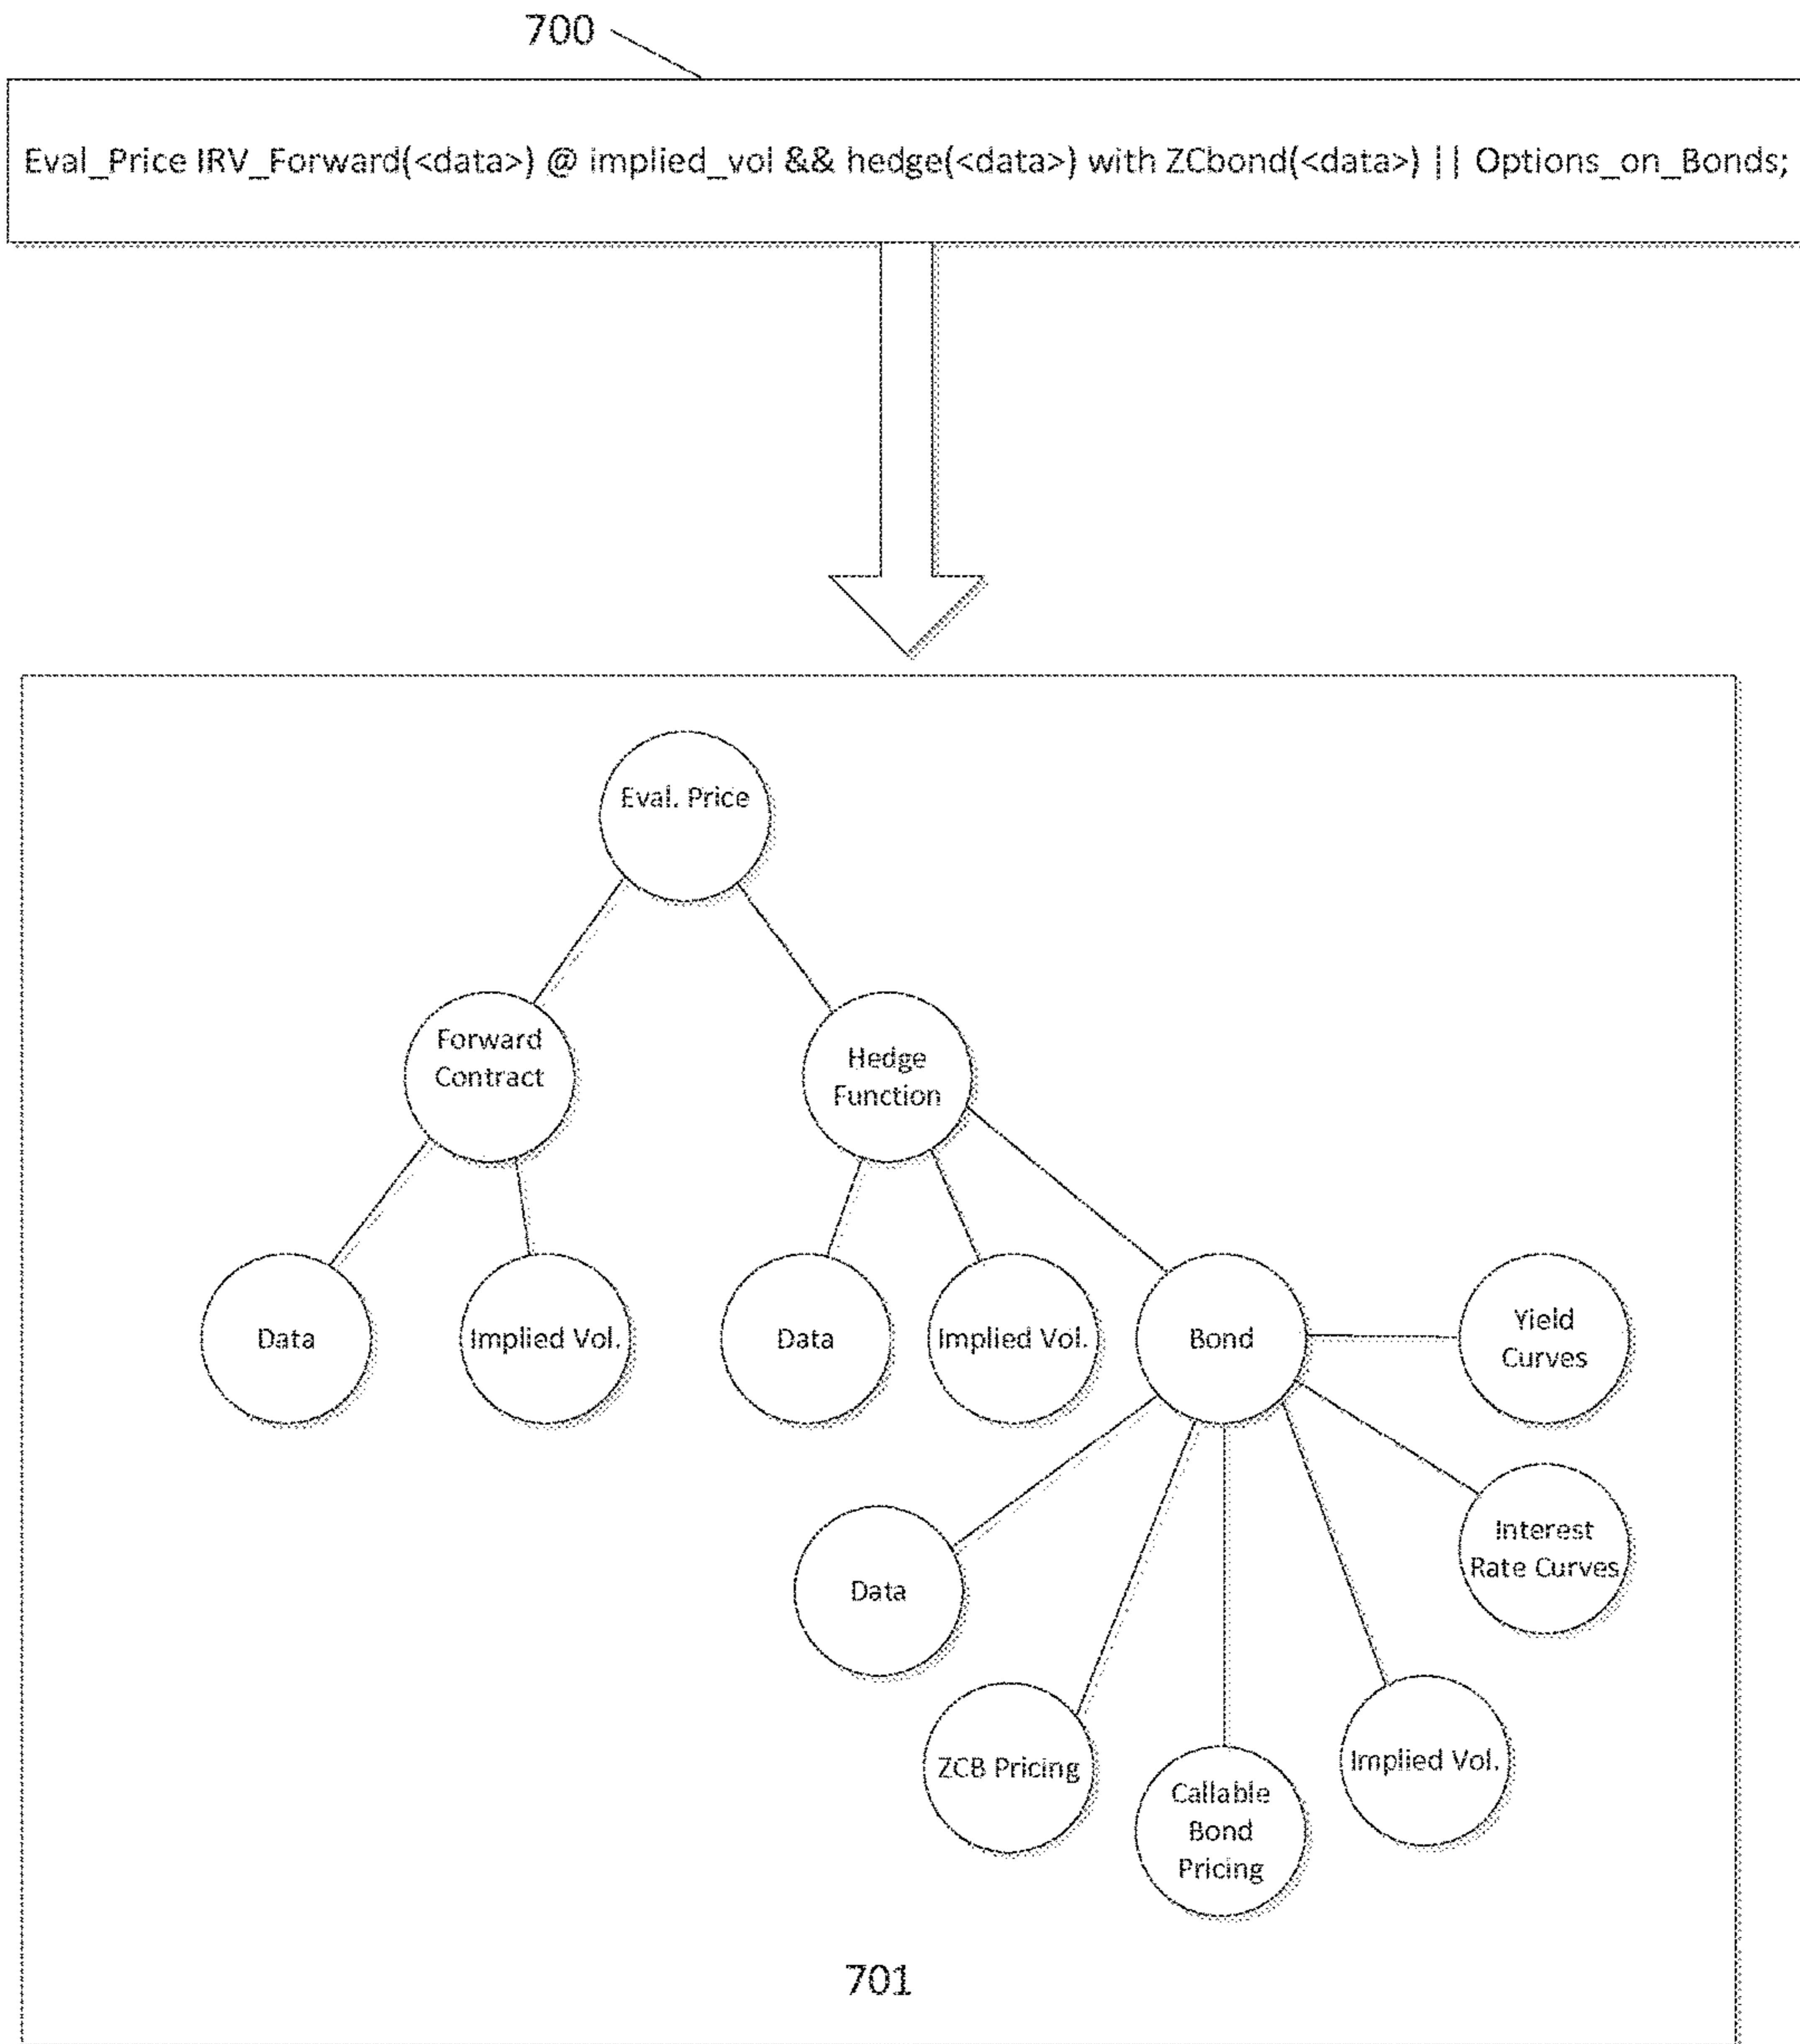 700
Eval_Price IRV_Forward(<data>) @ implied_vol && hedge(<data>) with ZCbond(<data>) || Options_on_Bonds;
Eval. Price
Forward
Contract
Hedge
Function
Data
Implied Vol.
Data
Implied Vol.
Bond
Yield
Curves
Interest
Rate Curves
Data
ZCB Pricing
Callable
Bond
Pricing
Implied Vol.
701